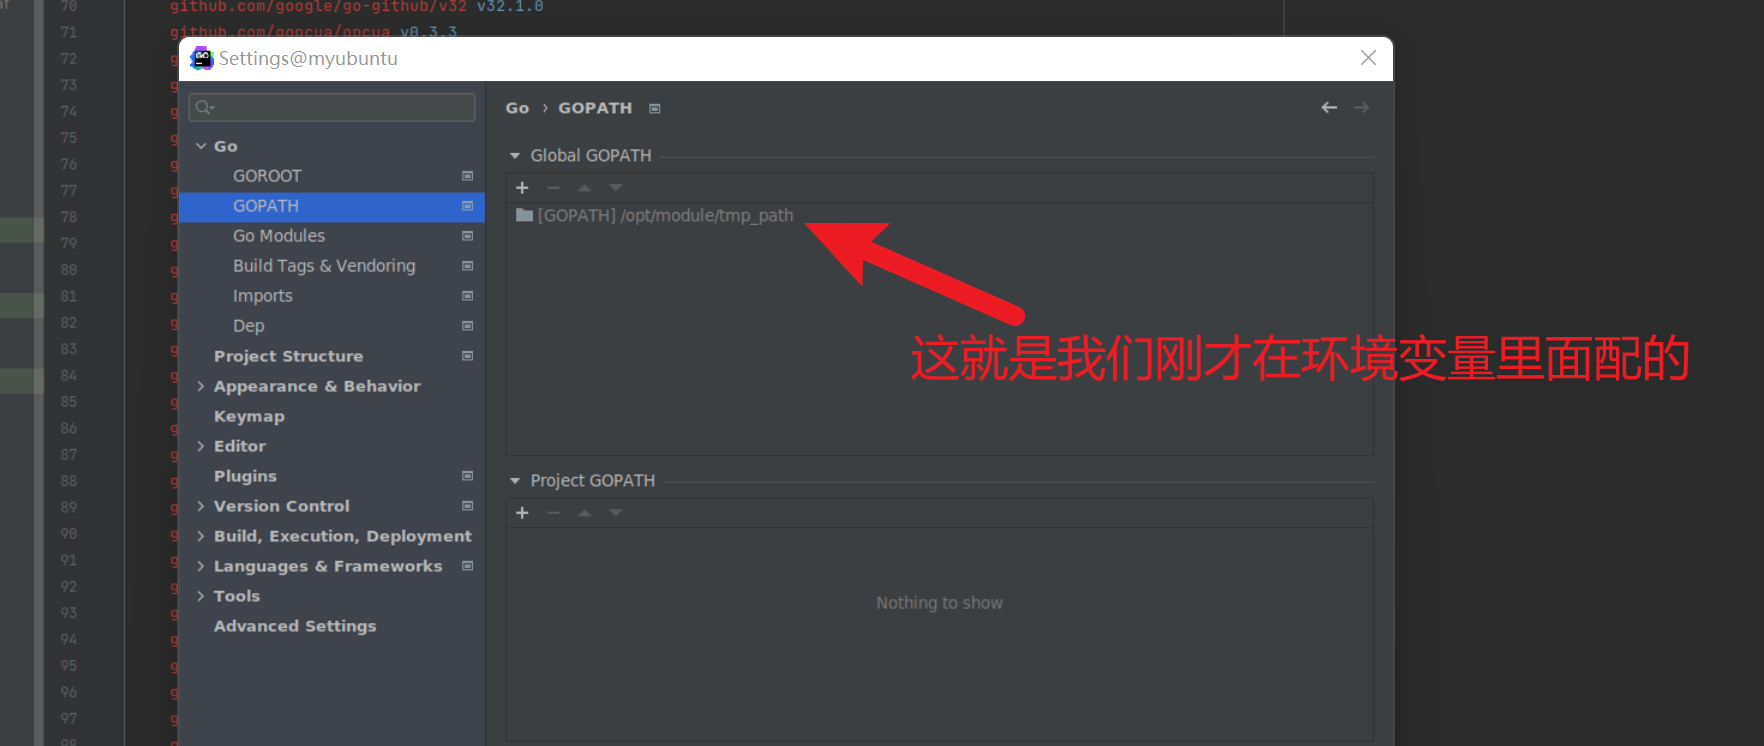 af
70 github.com/google/go-github/v32 v32.1.0
71 github.com/gopcua/opcua v0.3.3
Settings@myubuntu
72 g
73 g
74 g
75 g
76 g
77 g
78 g
79 g
80 g
81 g
82 g
83 g
84 g
85 g
86 g
87 g
88 g
89 g
90 g
91 g
92 g
93 g
94 g
95 g
96 g
97 g
98 g
Go
GOROOT
GOPATH
Go Modules
Build Tags & Vendoring
Imports
Dep
Project Structure
Appearance & Behavior
Keymap
Editor
Plugins
Version Control
Build, Execution, Deployment
Languages & Frameworks
Tools
Advanced Settings
Go › GOPATH
Global GOPATH
[GOPATH] /opt/module/tmp_path
这就是我们刚才在环境变量里面配的
Project GOPATH
Nothing to show